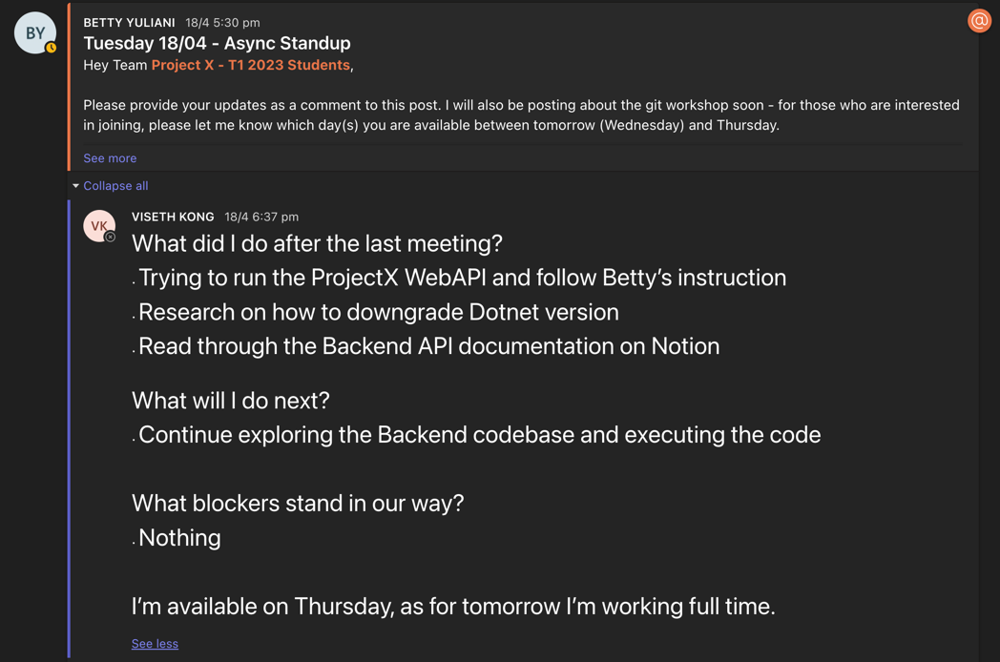 BY
BETTY YULIANI 18/4 5:30 pm
Tuesday 18/04 - Async Standup
Hey Team Project X - T1 2023 Students,
Please provide your updates as a comment to this post. I will also be posting about the git workshop soon - for those who are interested
in joining, please let me know which day(s) you are available between tomorrow (Wednesday) and Thursday.
See more
Collapse all
VK
VISETH KONG 18/4 6:37 pm
What did I do after the last meeting?
. Trying to run the ProjectX WebAPI and follow Betty’s instruction
. Research on how to downgrade Dotnet version
. Read through the Backend API documentation on Notion
What will I do next?
. Continue exploring the Backend codebase and executing the code
What blockers stand in our way?
. Nothing
I’m available on Thursday, as for tomorrow I’m working full time.
See less